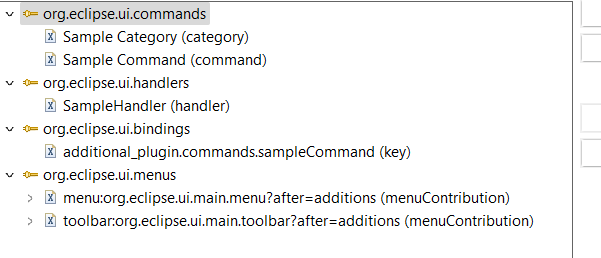 org.eclipse.ui.commands
Sample Category (category)
Sample Command (command)
org.eclipse.ui.handlers
SampleHandler (handler)
org.eclipse.ui.bindings
additional_plugin.commands.sampleCommand (key)
org.eclipse.ui.menus
menu:org.eclipse.ui.main.menu?after=additions (menuContribution)
toolbar:org.eclipse.ui.main.toolbar?after=additions (menuContribution)